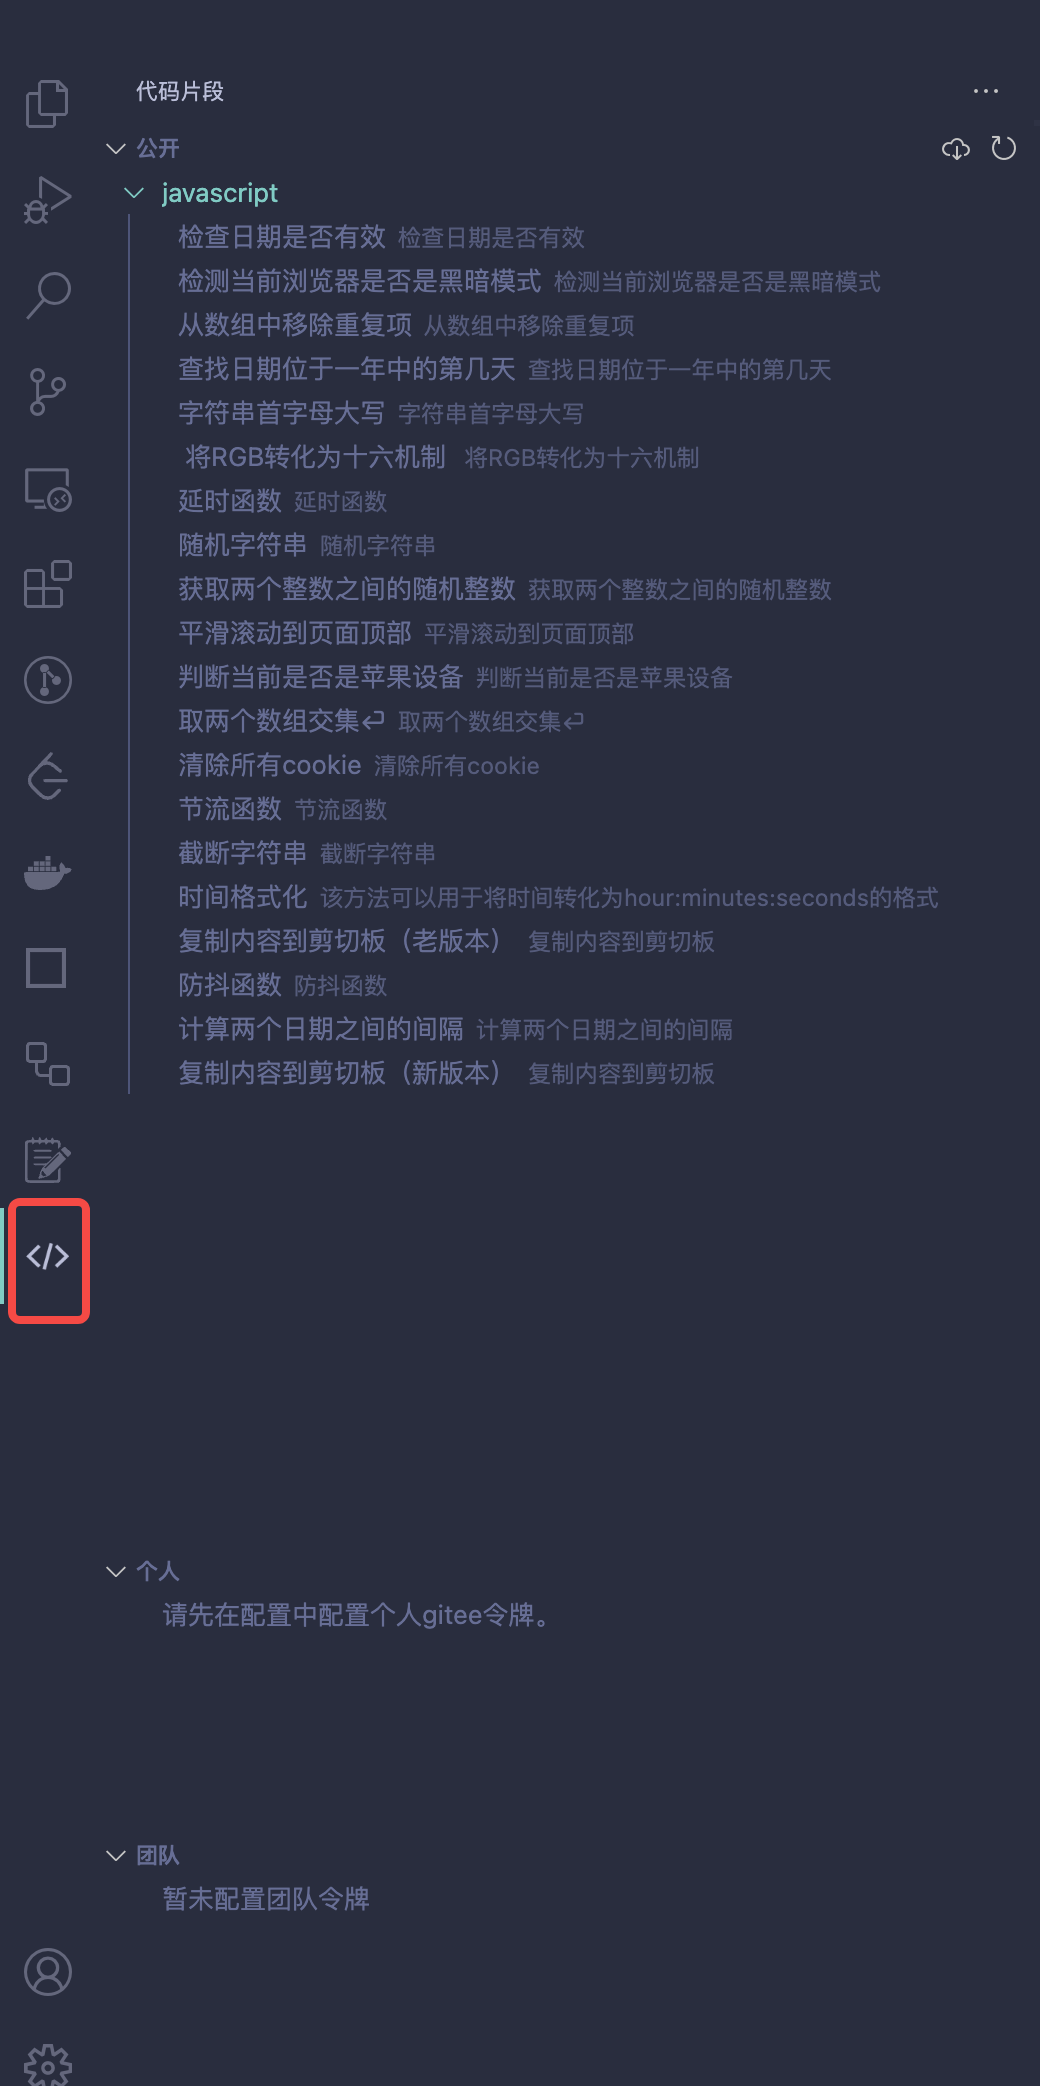 代码片段
公开
javascript
检查日期是否有效 检查日期是否有效
检测当前浏览器是否是黑暗模式 检测当前浏览器是否是黑暗模式
从数组中移除重复项 从数组中移除重复项
查找日期位于一年中的第几天 查找日期位于一年中的第几天
字符串首字母大写 字符串首字母大写
将RGB转化为十六机制 将RGB转化为十六机制
延时函数 延时函数
随机字符串 随机字符串
获取两个整数之间的随机整数 获取两个整数之间的随机整数
平滑滚动到页面顶部 平滑滚动到页面顶部
判断当前是否是苹果设备 判断当前是否是苹果设备
取两个数组交集⏎ 取两个数组交集⏎
清除所有cookie 清除所有cookie
节流函数 节流函数
截断字符串 截断字符串
时间格式化 该方法可以用于将时间转化为hour:minutes:seconds的格式
复制内容到剪切板（老版本） 复制内容到剪切板
防抖函数 防抖函数
计算两个日期之间的间隔 计算两个日期之间的间隔
复制内容到剪切板（新版本） 复制内容到剪切板
个人
请先在配置中配置个人gitee令牌。
团队
暂未配置团队令牌